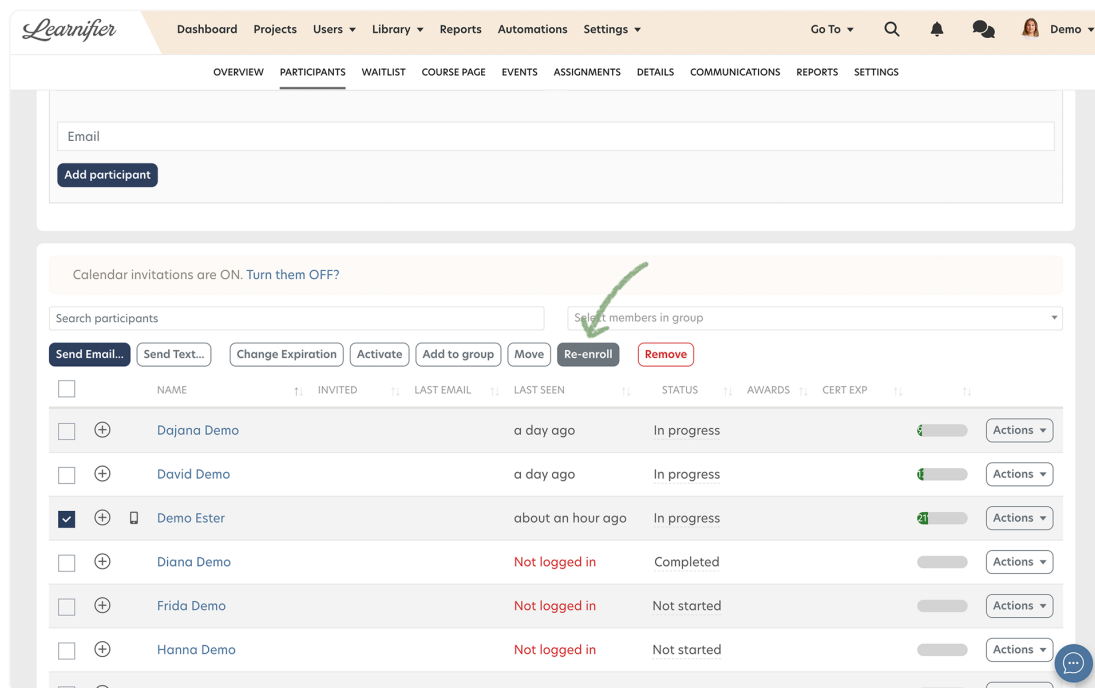 Learnifier Dashboard Projects Users Library Reports Automations Settings Go To Demo
OVERVIEW PARTICIPANTS WAITLIST COURSE PAGE EVENTS ASSIGNMENTS DETAILS COMMUNICATIONS REPORTS SETTINGS
Email
Add participant
Calendar invitations are ON. Turn them OFF?
Search participants Select members in group
Send Email... Send Text... Change Expiration Activate Add to group Move Re-enroll Remove
NAME INVITED LAST EMAIL LAST SEEN STATUS AWARDS CERT EXP
Dajana Demo a day ago In progress Actions
David Demo a day ago In progress Actions
Demo Ester about an hour ago In progress Actions
Diana Demo Not logged in Completed Actions
Frida Demo Not logged in Not started Actions
Hanna Demo Not logged in Not started Actions